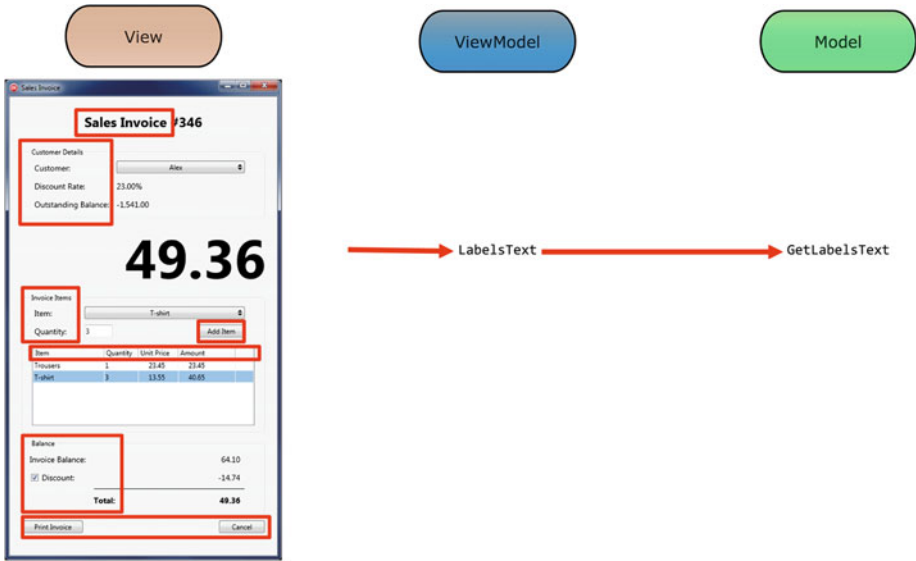 View
ViewModel
Model
Sales Invoice
Sales Invoice #346
Customer Details
Customer: Alex
Discount Rate: 23.00%
Outstanding Balance: -1,541.00
49.36
LabelsText
GetLabelsText
Invoice Items
Item: T-shirt
Quantity: 3 Add Item
Item Quantity Unit Price Amount
Trousers 1 23.45 23.45
T-shirt 3 13.55 40.65
Balance
Invoice Balance: 64.10
Discount: -14.74
Total: 49.36
Print Invoice Cancel